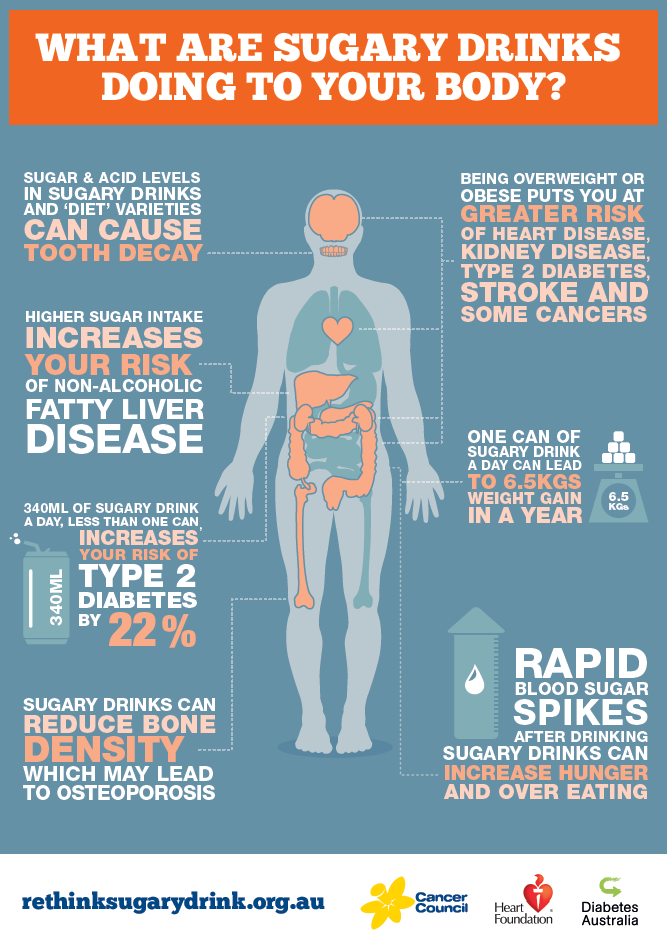 WHAT ARE SUGARY DRINKS
DOING TO YOUR BODY?
SUGAR & ACID LEVELS
IN SUGARY DRINKS
AND ‘DIET’ VARIETIES
CAN CAUSE
TOOTH DECAY
BEING OVERWEIGHT OR
OBESE PUTS YOU AT
GREATER RISK
OF HEART DISEASE,
KIDNEY DISEASE,
TYPE 2 DIABETES,
STROKE AND
SOME CANCERS
HIGHER SUGAR INTAKE
INCREASES
YOUR RISK
OF NON-ALCOHOLIC
FATTY LIVER
DISEASE
ONE CAN OF
SUGARY DRINK
A DAY CAN LEAD
TO 6.5KGS
WEIGHT GAIN
IN A YEAR
6.5
KGs
340ML OF SUGARY DRINK
A DAY, LESS THAN ONE CAN,
INCREASES
YOUR RISK OF
TYPE 2
DIABETES
BY 22%
340ML
RAPID
BLOOD SUGAR
SPIKES
AFTER DRINKING
SUGARY DRINKS CAN
INCREASE HUNGER
AND OVER EATING
SUGARY DRINKS CAN
REDUCE BONE
DENSITY
WHICH MAY LEAD
TO OSTEOPOROSIS
rethinksugarydrink.org.au
Cancer
Council
Heart
Foundation
Diabetes
Australia